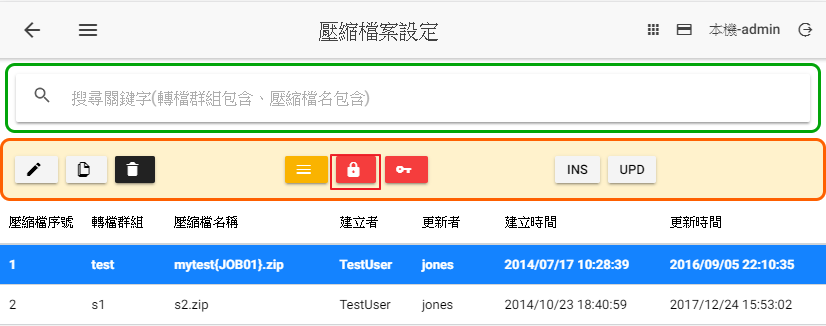 壓縮檔案設定
本機-admin
搜尋關鍵字(轉檔群組包含、壓縮檔名包含)
INS UPD
壓縮檔序號 轉檔群組 壓縮檔名稱 建立者 更新者 建立時間 更新時間
1 test mytest{JOB01}.zip TestUser jones 2014/07/17 10:28:39 2016/09/05 22:10:35
2 s1 s2.zip TestUser jones 2014/10/23 18:40:59 2017/12/24 15:53:02